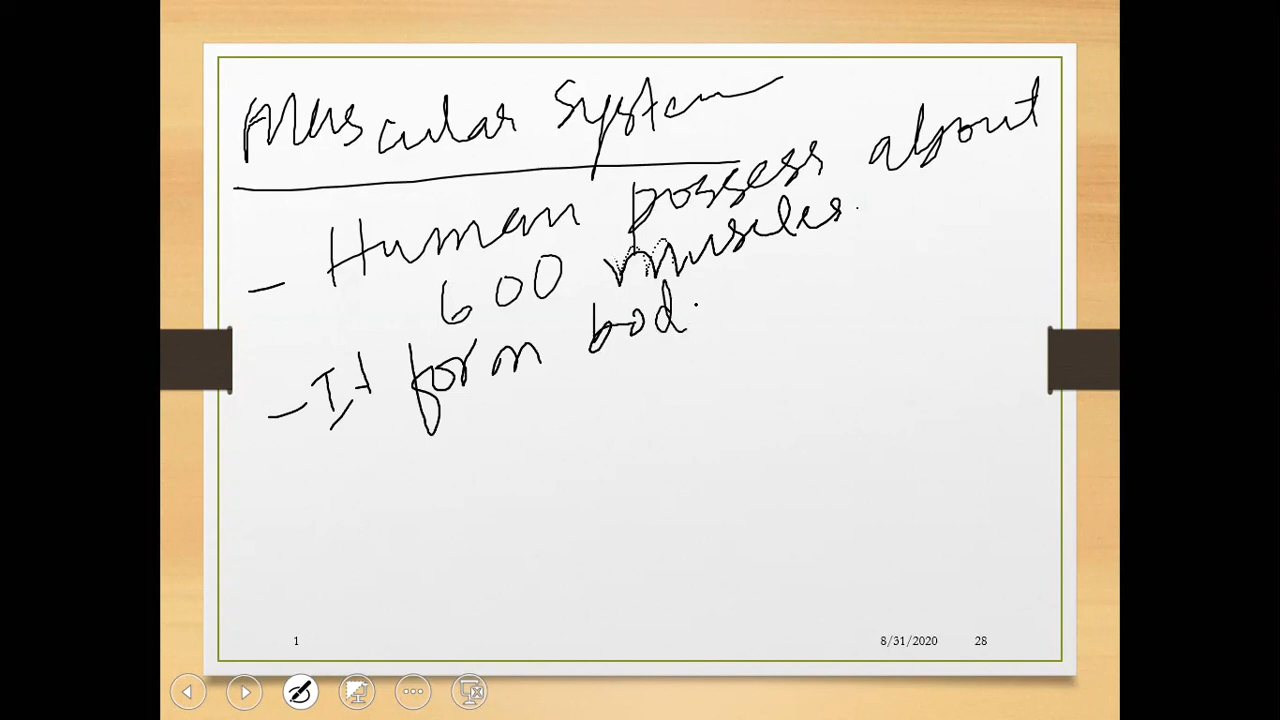 Muscular System
- Human possess about
600 muscles.
- It form bod
1
8/31/2020
28